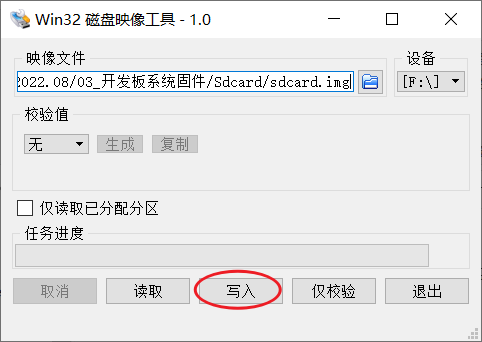 Win32 磁盘映像工具 - 1.0
映像文件
设备
2022.08/03_开发板系统固件/Sdcard/sdcard.img
[F:\]
校验值
无
生成
复制
仅读取已分配分区
任务进度
取消
读取
写入
仅校验
退出